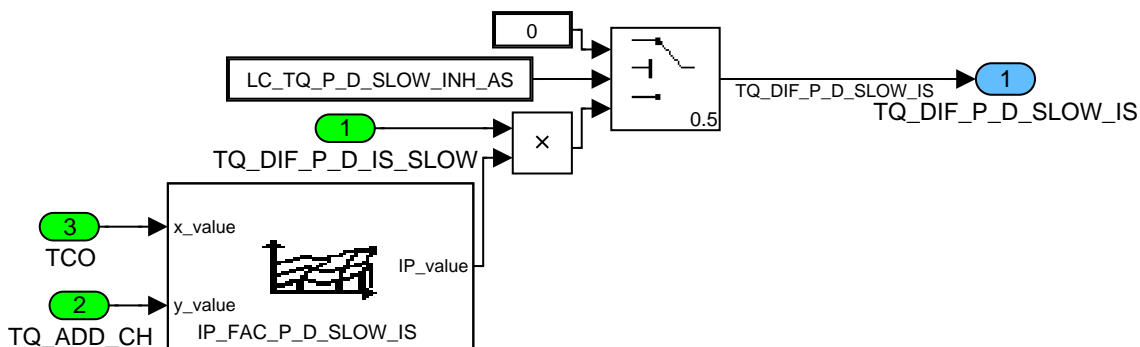 0
LC_TQ_P_D_SLOW_INH_AS
0.5
TQ_DIF_P_D_SLOW_IS
1
TQ_DIF_P_D_SLOW_IS
1
TQ_DIF_P_D_IS_SLOW
×
3
TCO
x_value
IP_value
2
TQ_ADD_CH
y_value
IP_FAC_P_D_SLOW_IS